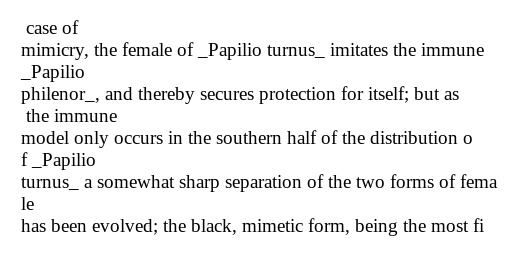 case of
mimicry, the female of _Papilio turnus_ imitates the immune
_Papilio
philenor_, and thereby secures protection for itself; but as
the immune
model only occurs in the southern half of the distribution o
f _Papilio
turnus_ a somewhat sharp separation of the two forms of fema
le
has been evolved; the black, mimetic form, being the most fi